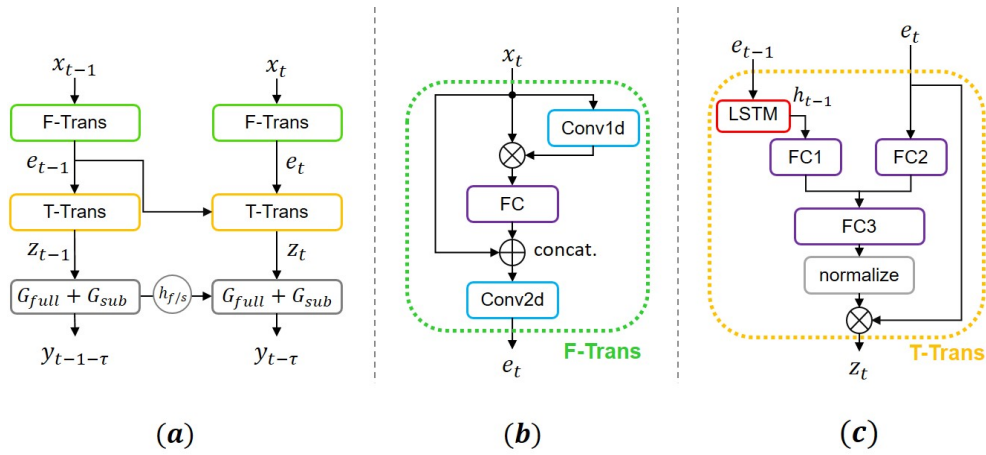 x_{t−1}
x_t
F-Trans
F-Trans
e_{t−1}
e_t
T-Trans
T-Trans
z_{t−1}
z_t
G_{full} + G_{sub}
h_{f/s}
G_{full} + G_{sub}
y_{t−1−τ}
y_{t−τ}
(a)
x_t
Conv1d
FC
concat.
Conv2d
F-Trans
e_t
(b)
e_{t−1}
e_t
LSTM
h_{t−1}
FC1
FC2
FC3
normalize
T-Trans
z_t
(c)